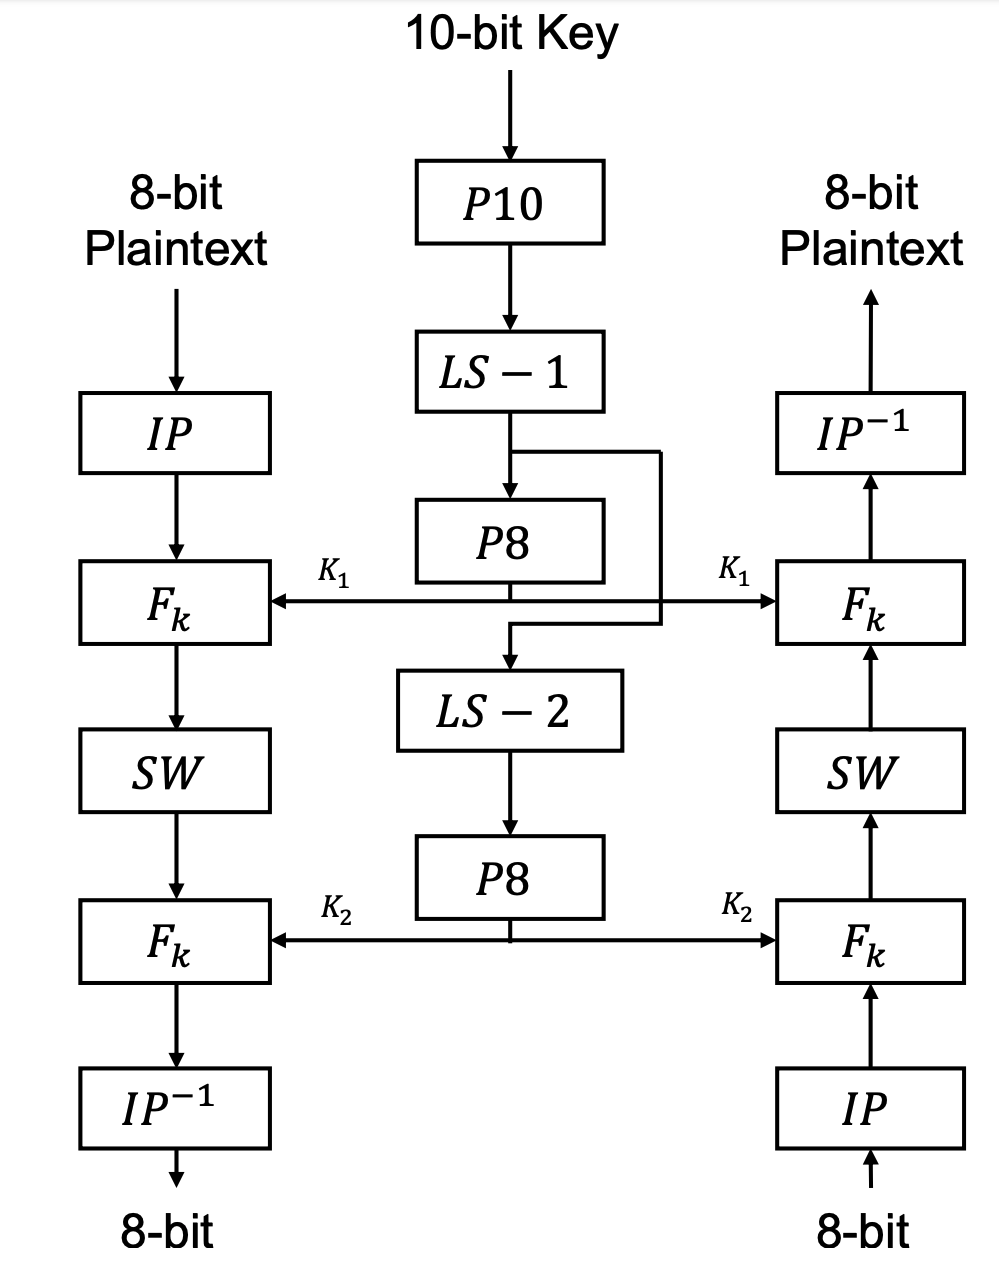 10-bit Key
P10
8-bit
Plaintext
8-bit
Plaintext
LS − 1
IP
IP⁻¹
P8
K₁
K₁
Fₖ
Fₖ
LS − 2
SW
SW
P8
K₂
K₂
Fₖ
Fₖ
IP⁻¹
IP
8-bit
8-bit